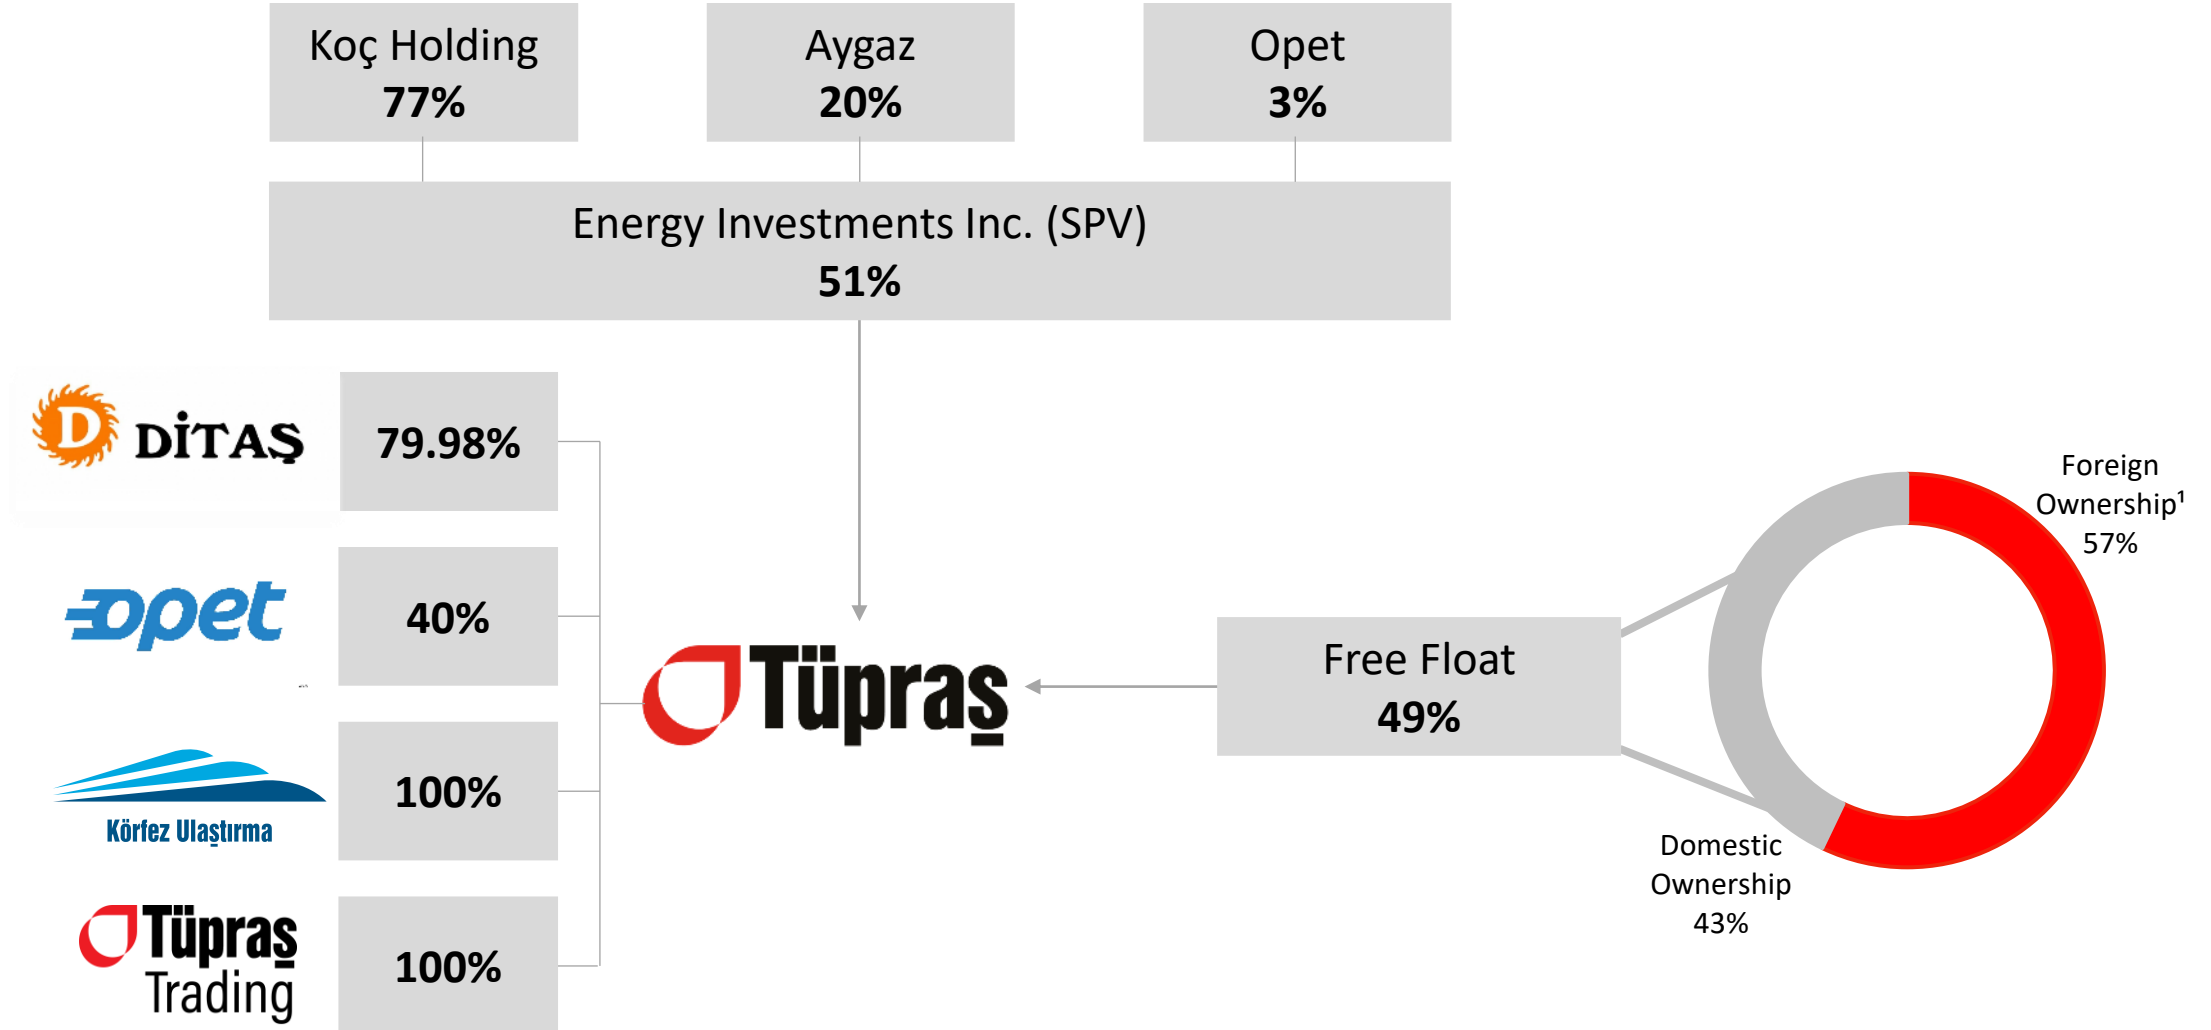 Koç Holding
77%
Aygaz
20%
Opet
3%
Energy Investments Inc. (SPV)
51%
D DİTAŞ
79.98%
opet
40%
Körfez Ulaştırma
100%
Tüpraş
Trading
100%
Tüpraş
Free Float
49%
Foreign
Ownership¹
57%
Domestic
Ownership
43%